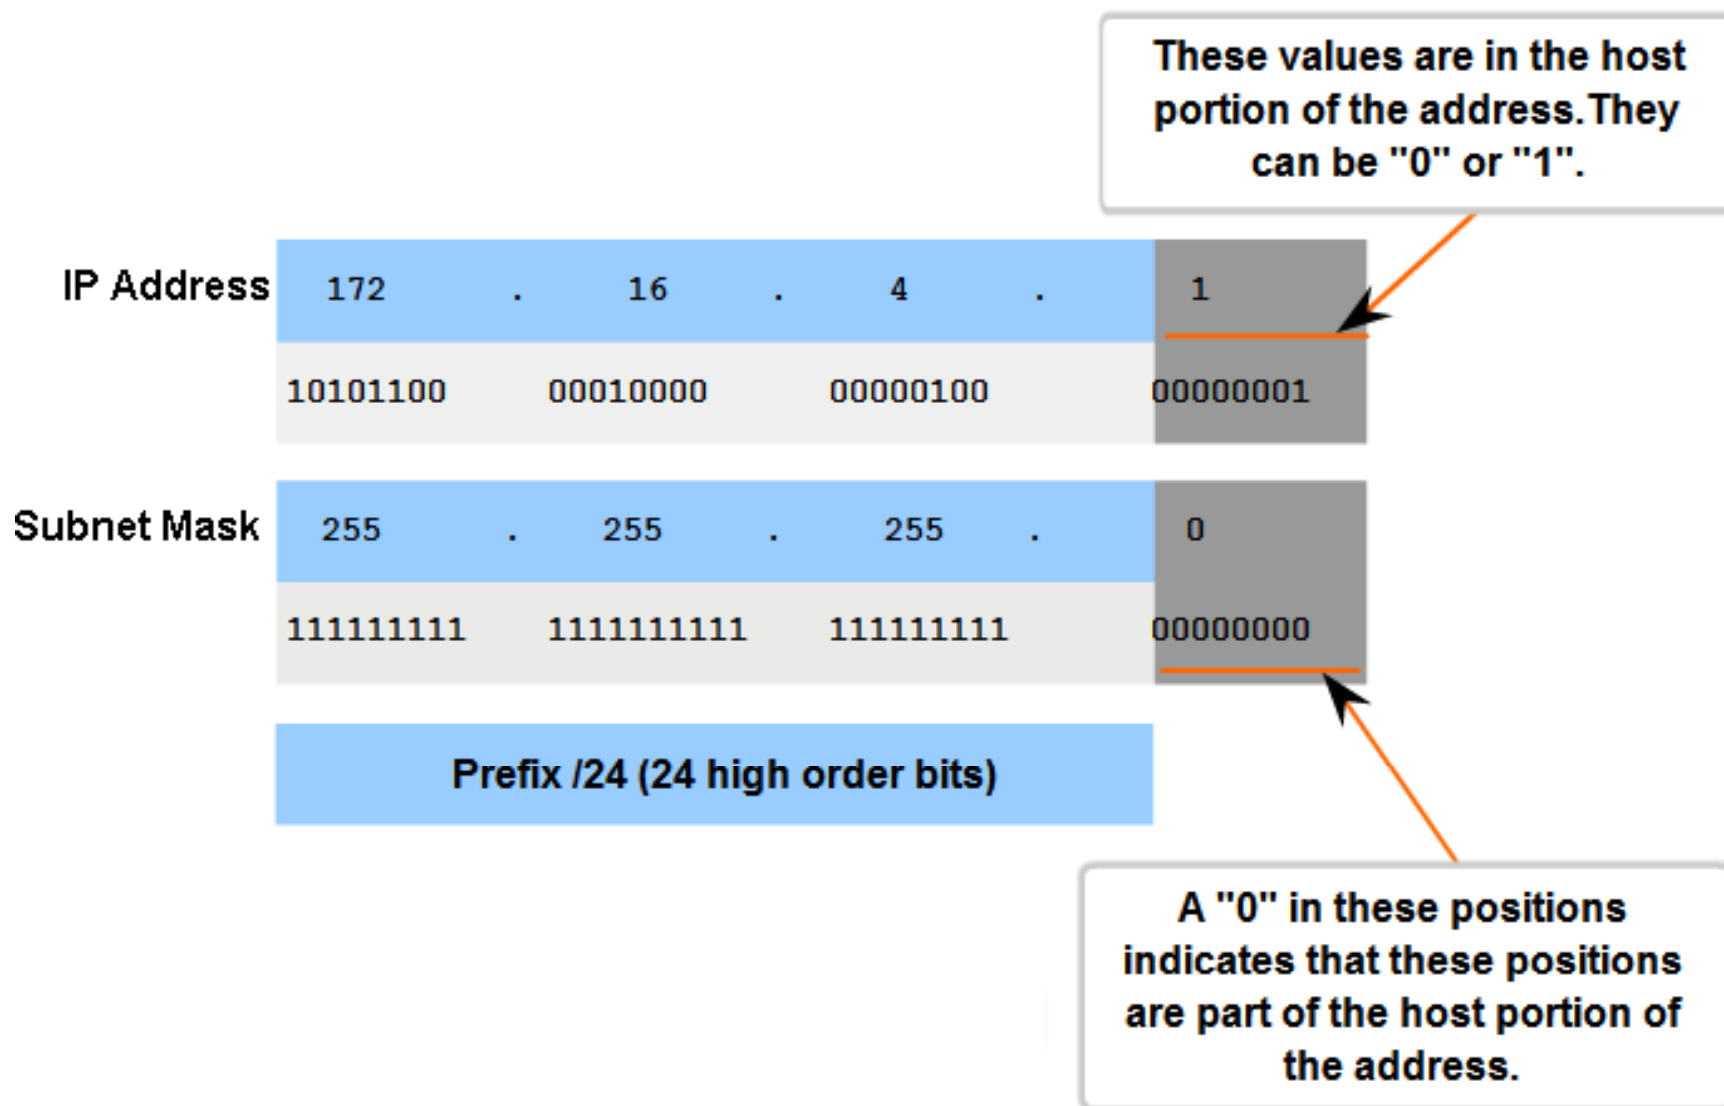 These values are in the host
portion of the address.They
can be "0" or "1".
IP Address 172 . 16 . 4 . 1
10101100 00010000 00000100 00000001
Subnet Mask 255 . 255 . 255 . 0
111111111 1111111111 111111111 00000000
Prefix /24 (24 high order bits)
A "0" in these positions
indicates that these positions
are part of the host portion of
the address.